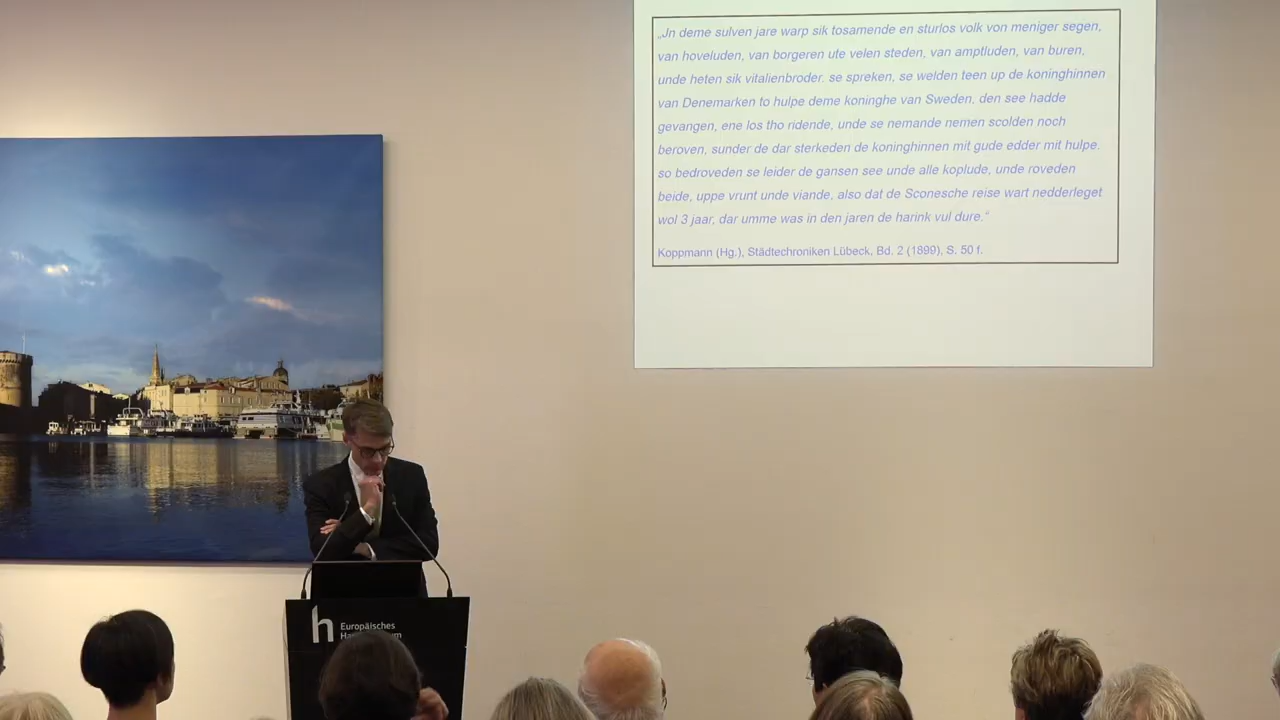 „Jn deme sulven jare warp sik tosamende en sturlos volk von meniger segen,
van hoveluden, van borgeren ute velen steden, van amptluden, van buren,
unde heten sik vitalienbroder. se spreken, se welden teen up de koninghinnen
van Denemarken to hulpe deme koninghe van Sweden, den see hadde
gevangen, ene los tho ridende, unde se nemande nemen scolden noch
beroven, sunder de dar sterkeden de koninghinnen mit gude edder mit hulpe.
so bedroveden se leider de gansen see unde alle koplude, unde roveden
beide, uppe vrunt unde viande, also dat de Sconesche reise wart nedderleget
wol 3 jaar, dar umme was in den jaren de harink vul dure.“
Koppmann (Hg.), Städtechroniken Lübeck, Bd. 2 (1899), S. 50 f.
h Europäisches